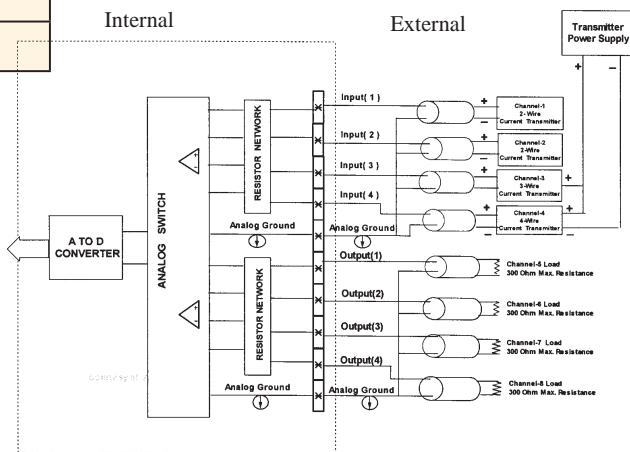 Internal
External
Transmitter
Power Supply
+
–
Input( 1 )
Input( 2 )
Input( 3 )
Input( 4 )
Analog Ground
Analog Ground
RESISTOR NETWORK
ANALOG SWITCH
A TO D
CONVERTER
+
–
Channel-1
2- Wire
Current Transmitter
+
–
Channel-2
2-Wire
Current Transmitter
+
–
Channel-3
3-Wire
Current Transmitter
+
+
–
Channel-4
4-Wire
Current Transmitter
+
–
Output(1)
Output(2)
Output(3)
Output(4)
RESISTOR NETWORK
Analog Ground
Analog Ground
Channel-5 Load
300 Ohm Max. Resistance
Channel-6 Load
300 Ohm Max. Resistance
Channel-7 Load
300 Ohm Max. Resistance
Channel-8 Load
300 Ohm Max. Resistance
Courtesy of